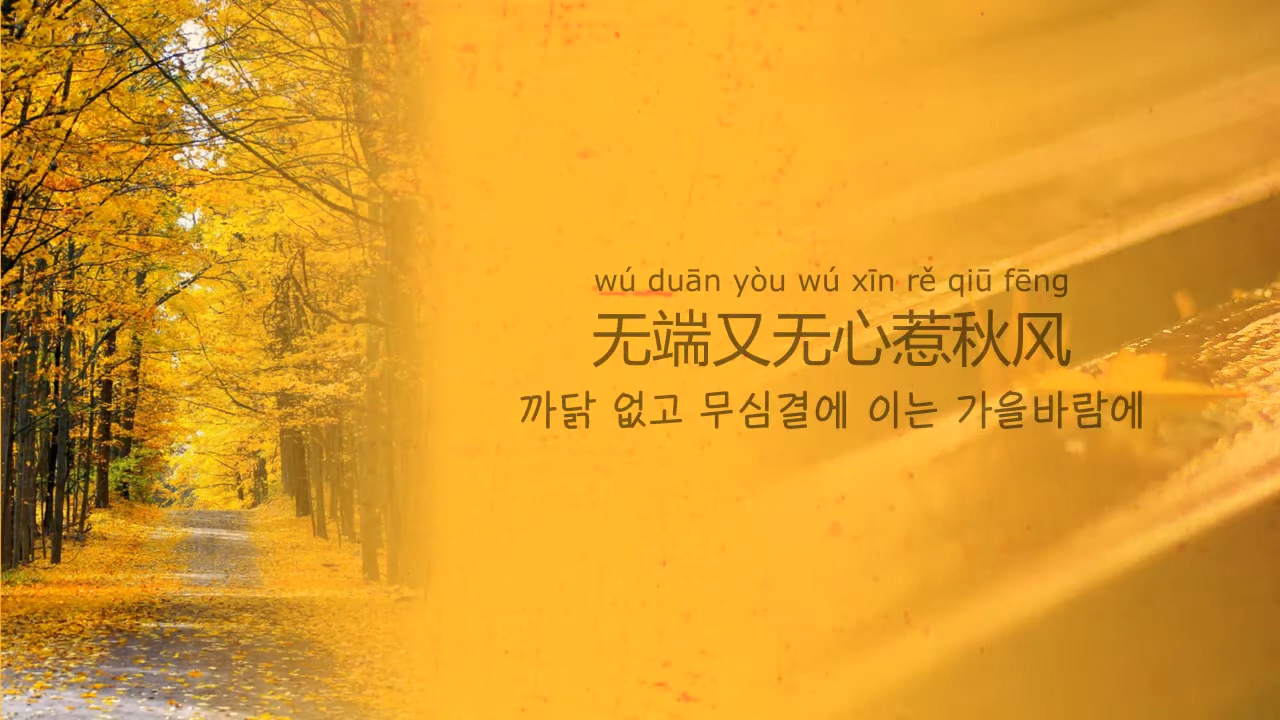 wú duān yòu wú xīn rě qiū fēng
无端又无心惹秋风
까닭 없고 무심결에 이는 가을바람에